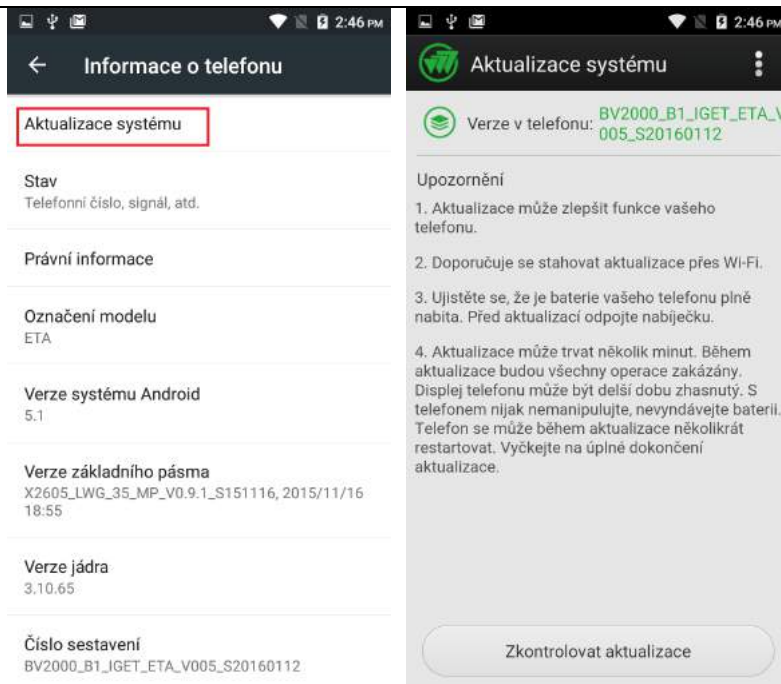 2:46 PM
Informace o telefonu
Aktualizace systému
Stav
Telefonní číslo, signál, atd.
Právní informace
Označení modelu
ETA
Verze systému Android
5.1
Verze základního pásma
X2605_LWG_35_MP_V0.9.1_S151116, 2015/11/16
18:55
Verze jádra
3.10.65
Číslo sestavení
BV2000_B1_IGET_ETA_V005_S20160112
2:46 PM
Aktualizace systému
Verze v telefonu:
BV2000_B1_IGET_ETA_V
005_S20160112
Upozornění
1. Aktualizace může zlepšit funkce vašeho
telefonu.
2. Doporučuje se stahovat aktualizace přes Wi-Fi.
3. Ujistěte se, že je baterie vašeho telefonu plně
nabita. Před aktualizací odpojte nabíječku.
4. Aktualizace může trvat několik minut. Během
aktualizace budou všechny operace zakázány.
Displej telefonu může být delší dobu zhasnutý. S
telefonem nijak nemanipulujte, nevyndávejte baterii.
Telefon se může během aktualizace několikrát
restartovat. Vyčkejte na úplné dokončení
aktualizace.
Zkontrolovat aktualizace